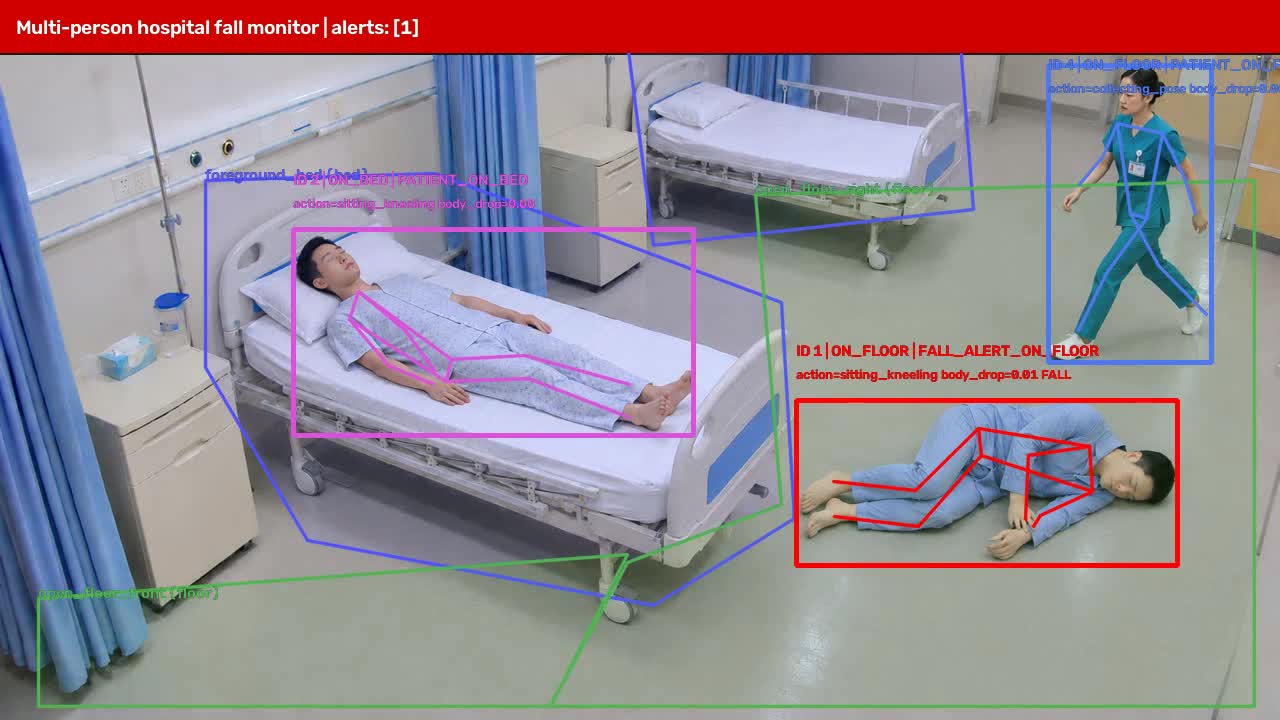 Multi-person hospital fall monitor | alerts: [1]
ID 4 | ON_FLOOR | PATIENT_ON_F
action=collecting_pose body_drop=0.0
foreground_bed (bed)
ID 2 | ON_BED | PATIENT_ON_BED
action=sitting_kneeling body_drop=0.00
open_floor_right (floor)
ID 1 | ON_FLOOR | FALL_ALERT_ON_FLOOR
action=sitting_kneeling body_drop=0.01 FALL
open_floor_front (floor)